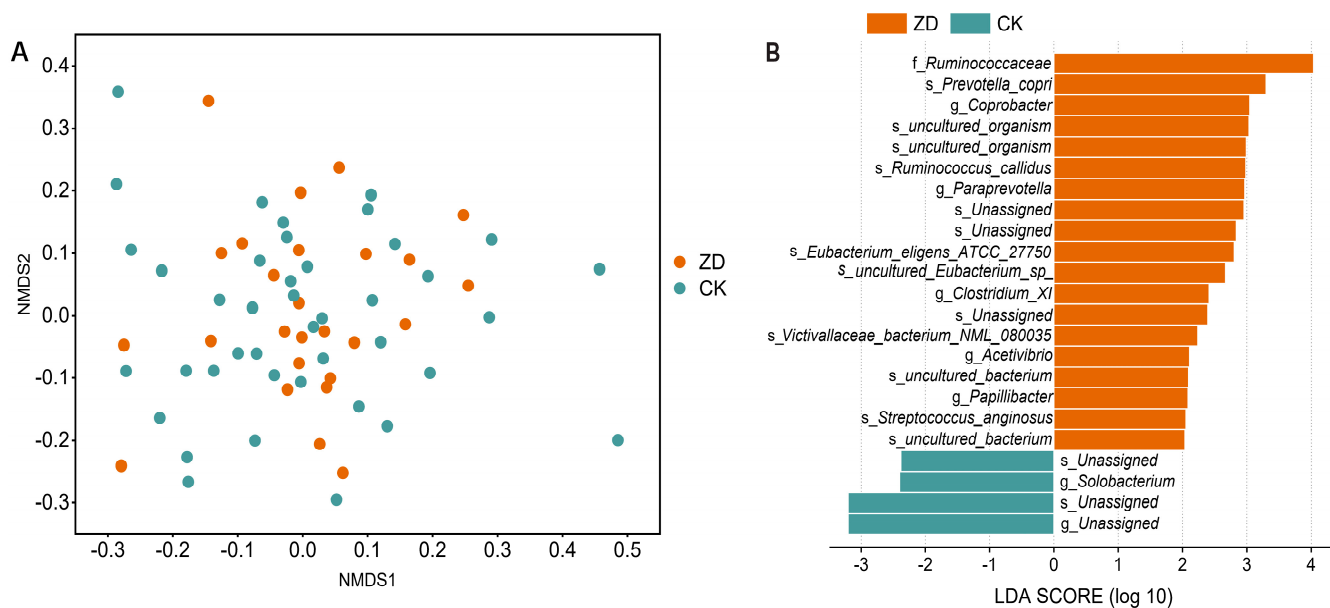 A
0.4
0.3
0.2
0.1
0.0
-0.1
-0.2
-0.3
NMDS2
-0.3 -0.2 -0.1 0.0 0.1 0.2 0.3 0.4 0.5
NMDS1
ZD
CK
B
ZD CK
f_Ruminococcaceae
s_Prevotella_copri
g_Coprobacter
s_uncultured_organism
s_uncultured_organism
s_Ruminococcus_callidus
g_Paraprevotella
s_Unassigned
s_Unassigned
s_Eubacterium_eligens_ATCC_27750
s_uncultured_Eubacterium_sp_
g_Clostridium_XI
s_Unassigned
s_Victivallaceae_bacterium_NML_080035
g_Acetivibrio
s_uncultured_bacterium
g_Papillibacter
s_Streptococcus_anginosus
s_uncultured_bacterium
s_Unassigned
g_Solobacterium
s_Unassigned
g_Unassigned
-3 -2 -1 0 1 2 3 4
LDA SCORE (log 10)